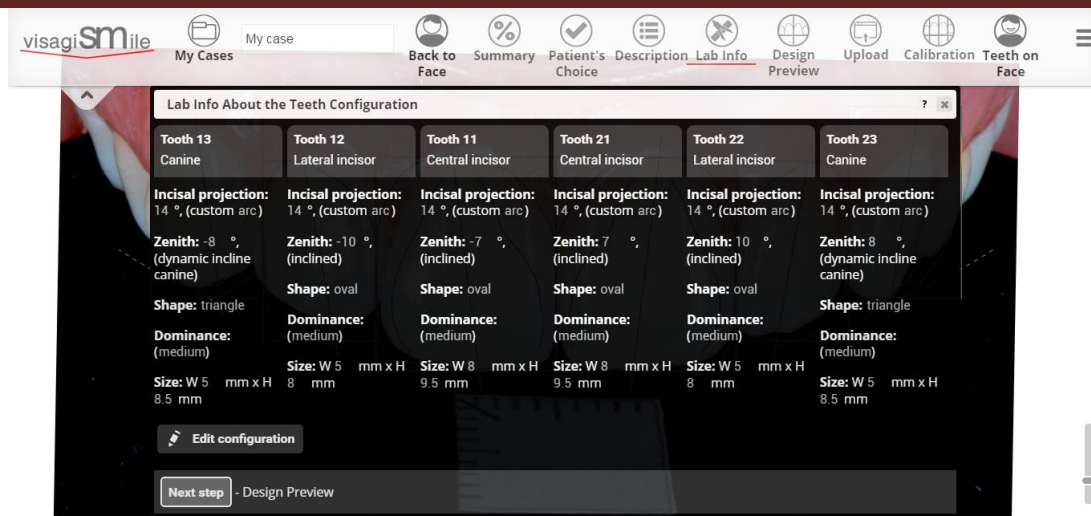 visagiSMile
My Cases
My case
Back to
Face
Summary
Patient's
Choice
Description
Lab Info
Design
Preview
Upload
Calibration
Teeth on
Face
Lab Info About the Teeth Configuration ? ×
Tooth 13
Canine
Incisal projection:
14 °, (custom arc)
Zenith: -8 °,
(dynamic incline
canine)
Shape: triangle
Dominance:
(medium)
Size: W 5 mm x H
8.5 mm
Tooth 12
Lateral incisor
Incisal projection:
14 °, (custom arc)
Zenith: -10 °,
(inclined)
Shape: oval
Dominance:
(medium)
Size: W 5 mm x H
8 mm
Tooth 11
Central incisor
Incisal projection:
14 °, (custom arc)
Zenith: -7 °,
(inclined)
Shape: oval
Dominance:
(medium)
Size: W 8 mm x H
9.5 mm
Tooth 21
Central incisor
Incisal projection:
14 °, (custom arc)
Zenith: 7 °,
(inclined)
Shape: oval
Dominance:
(medium)
Size: W 8 mm x H
9.5 mm
Tooth 22
Lateral incisor
Incisal projection:
14 °, (custom arc)
Zenith: 10 °,
(inclined)
Shape: oval
Dominance:
(medium)
Size: W 5 mm x H
8 mm
Tooth 23
Canine
Incisal projection:
14 °, (custom arc)
Zenith: 8 °,
(dynamic incline
canine)
Shape: triangle
Dominance:
(medium)
Size: W 5 mm x H
8.5 mm
Edit configuration
Next step - Design Preview